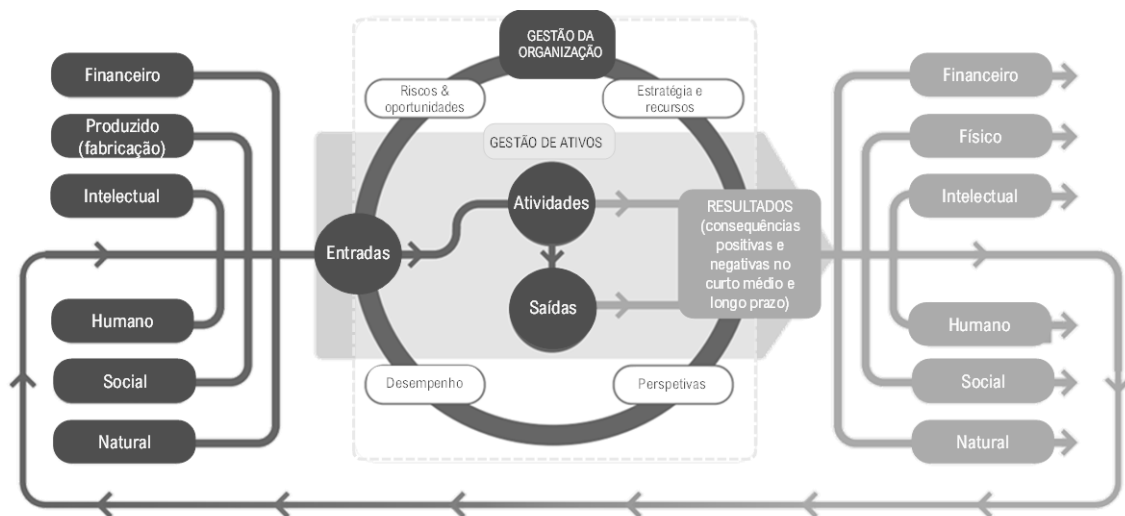 Financeiro
Produzido
(fabricação)
Intelectual
Humano
Social
Natural
GESTÃO DA
ORGANIZAÇÃO
Riscos &
oportunidades
Estratégia e
recursos
GESTÃO DE ATIVOS
Entradas
Atividades
Saídas
RESULTADOS
(consequências
positivas e
negativas no
curto médio e
longo prazo)
Desempenho
Perspetivas
Financeiro
Físico
Intelectual
Humano
Social
Natural